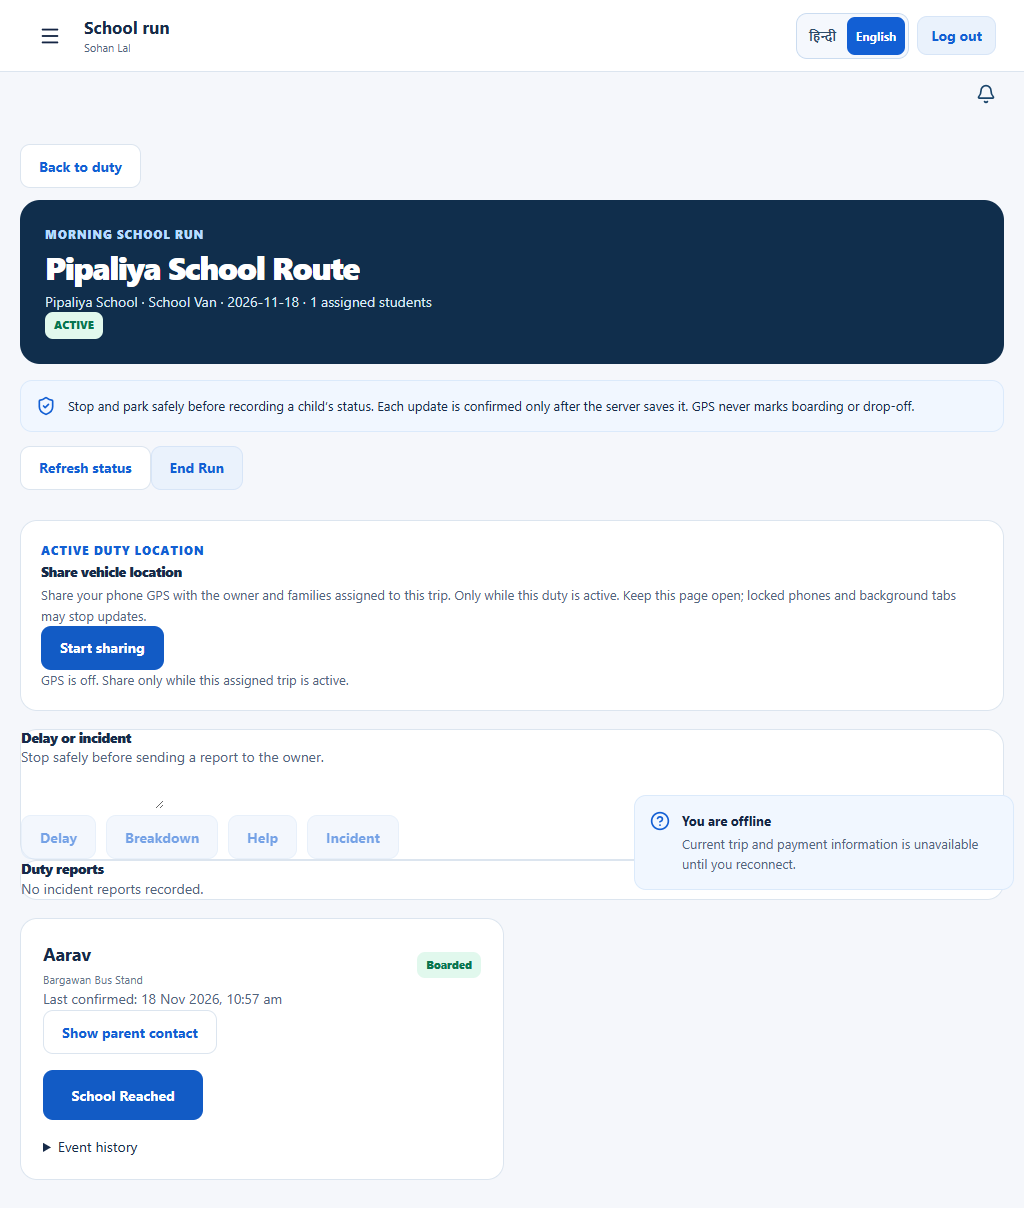 School run
Sohan Lal
हिन्दी
English
Log out
Back to duty
MORNING SCHOOL RUN
Pipaliya School Route
Pipaliya School · School Van · 2026-11-18 · 1 assigned students
ACTIVE
Stop and park safely before recording a child's status. Each update is confirmed only after the server saves it. GPS never marks boarding or drop-off.
Refresh status
End Run
ACTIVE DUTY LOCATION
Share vehicle location
Share your phone GPS with the owner and families assigned to this trip. Only while this duty is active. Keep this page open; locked phones and background tabs
may stop updates.
Start sharing
GPS is off. Share only while this assigned trip is active.
Delay or incident
Stop safely before sending a report to the owner.
Delay
Breakdown
Help
Incident
You are offline
Current trip and payment information is unavailable
until you reconnect.
Duty reports
No incident reports recorded.
Aarav
Boarded
Bargawan Bus Stand
Last confirmed: 18 Nov 2026, 10:57 am
Show parent contact
School Reached
Event history